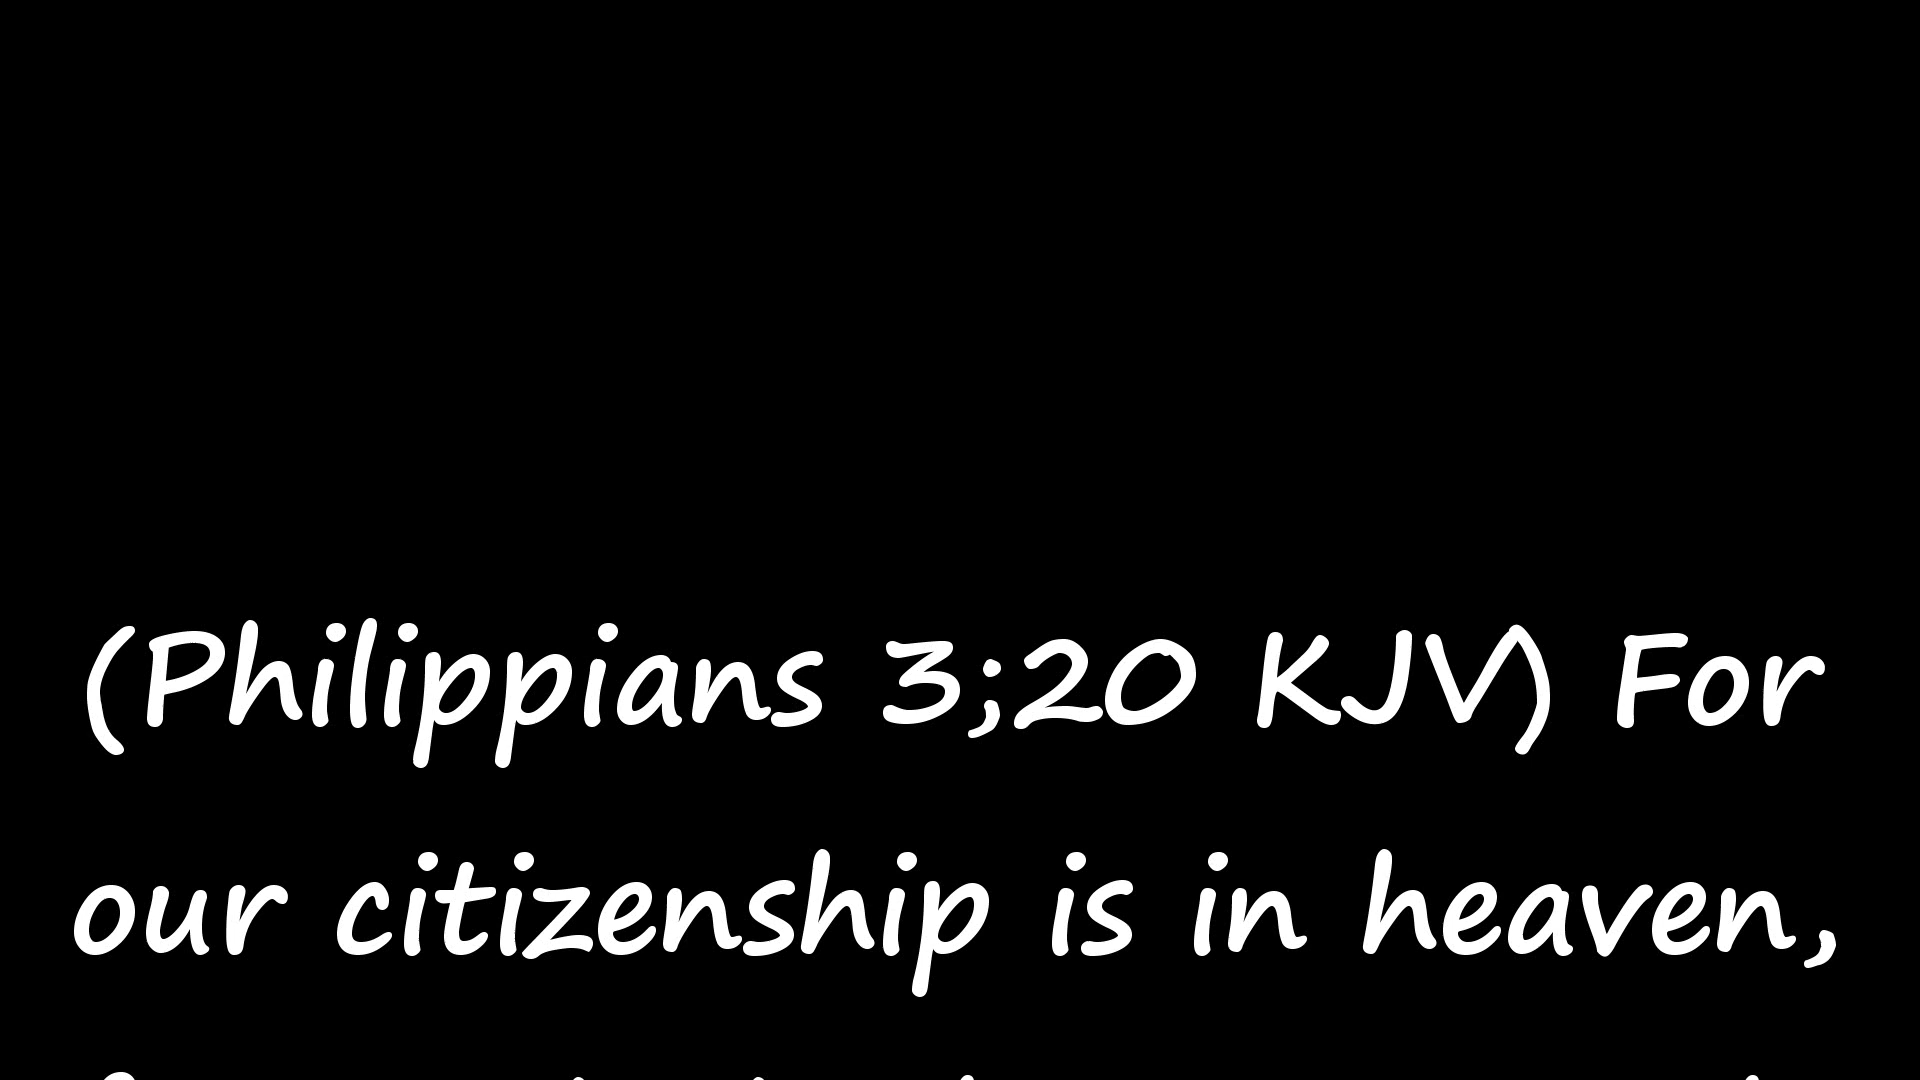 (Philippians 3;20 KJV) For
our citizenship is in heaven,